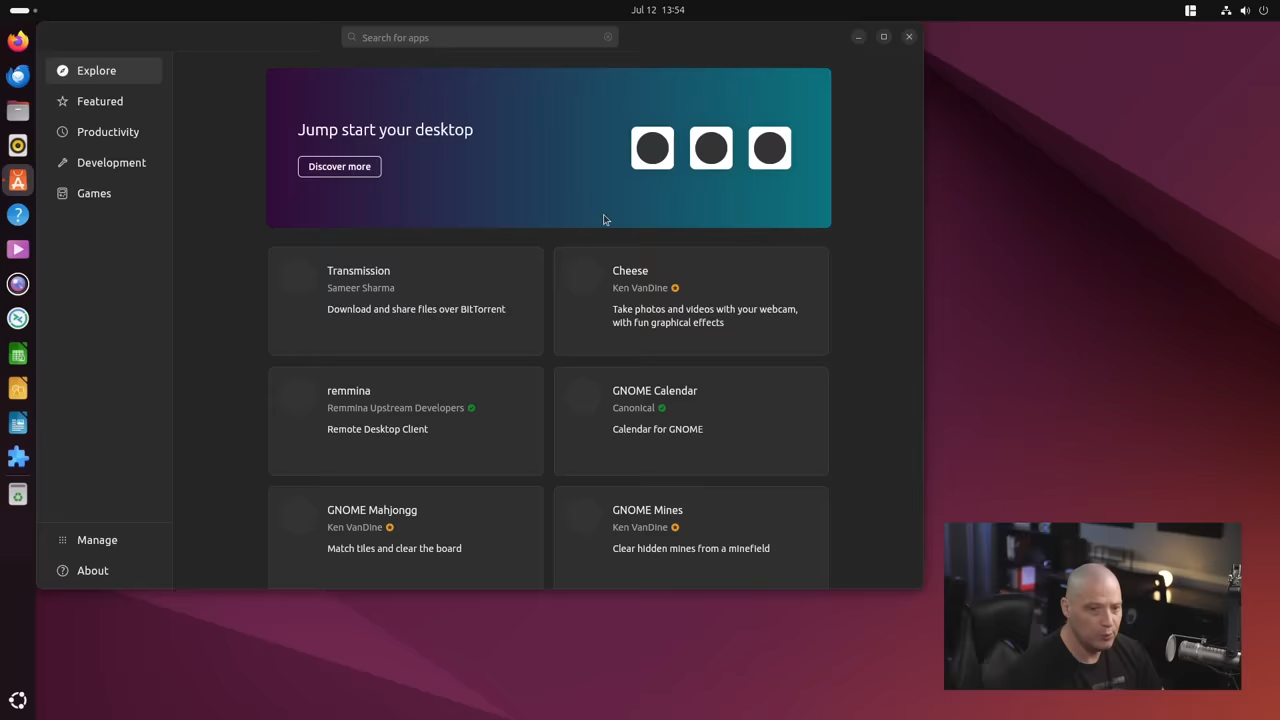 Jul 12 13:54
Search for apps
Explore
Featured
Productivity
Development
Games
Manage
About
Jump start your desktop
Discover more
Transmission
Sameer Sharma
Download and share files over BitTorrent
Cheese
Ken VanDine
Take photos and videos with your webcam,
with fun graphical effects
remmina
Remmina Upstream Developers
Remote Desktop Client
GNOME Calendar
Canonical
Calendar for GNOME
GNOME Mahjongg
Ken VanDine
Match tiles and clear the board
GNOME Mines
Ken VanDine
Clear hidden mines from a minefield